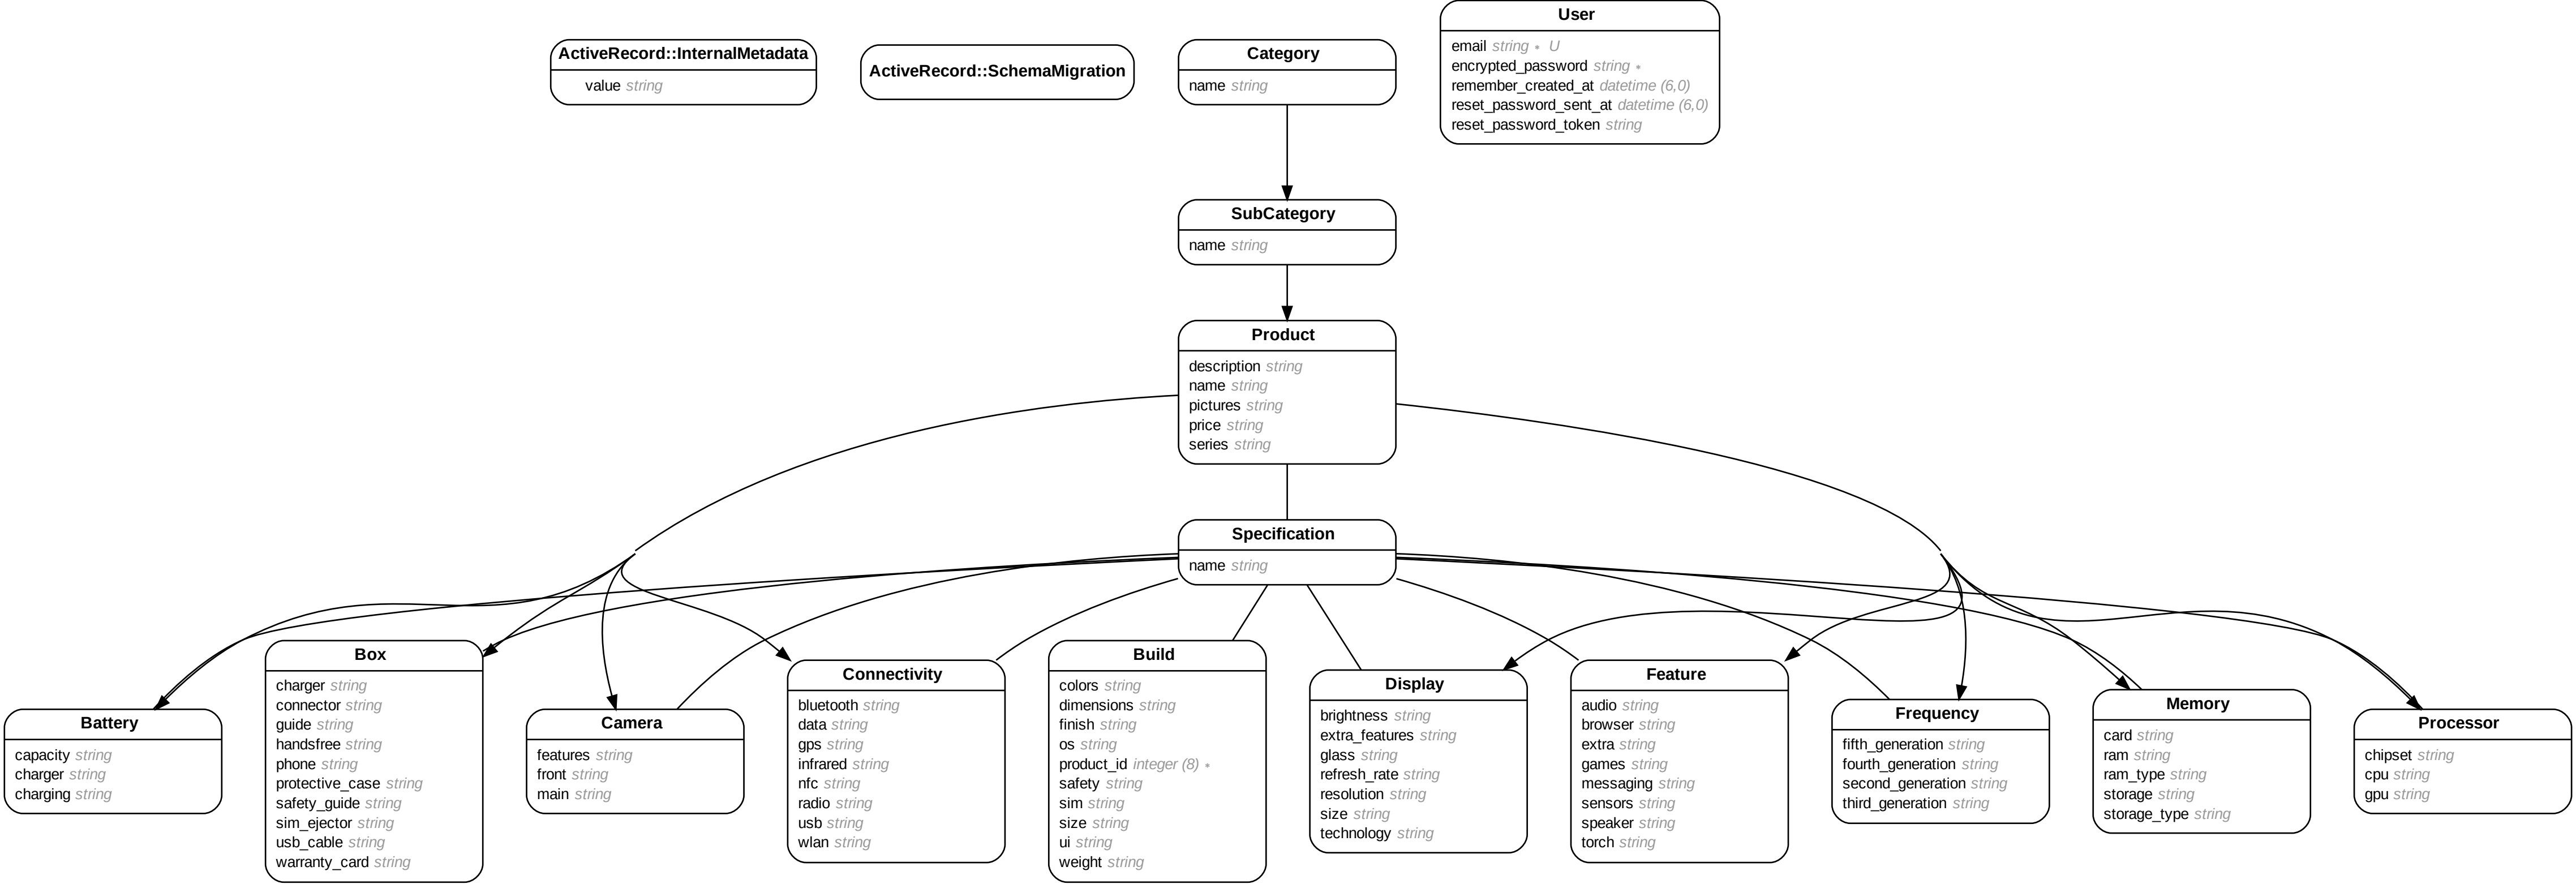 ActiveRecord::InternalMetadata
value string
ActiveRecord::SchemaMigration
Category
name string
User
email string * U
encrypted_password string *
remember_created_at datetime (6,0)
reset_password_sent_at datetime (6,0)
reset_password_token string
SubCategory
name string
Product
description string
name string
pictures string
price string
series string
Specification
name string
Battery
capacity string
charger string
charging string
Box
charger string
connector string
guide string
handsfree string
phone string
protective_case string
safety_guide string
sim_ejector string
usb_cable string
warranty_card string
Camera
features string
front string
main string
Connectivity
bluetooth string
data string
gps string
infrared string
nfc string
radio string
usb string
wlan string
Build
colors string
dimensions string
finish string
os string
product_id integer (8) *
safety string
sim string
size string
ui string
weight string
Display
brightness string
extra_features string
glass string
refresh_rate string
resolution string
size string
technology string
Feature
audio string
browser string
extra string
games string
messaging string
sensors string
speaker string
torch string
Frequency
fifth_generation string
fourth_generation string
second_generation string
third_generation string
Memory
card string
ram string
ram_type string
storage string
storage_type string
Processor
chipset string
cpu string
gpu string